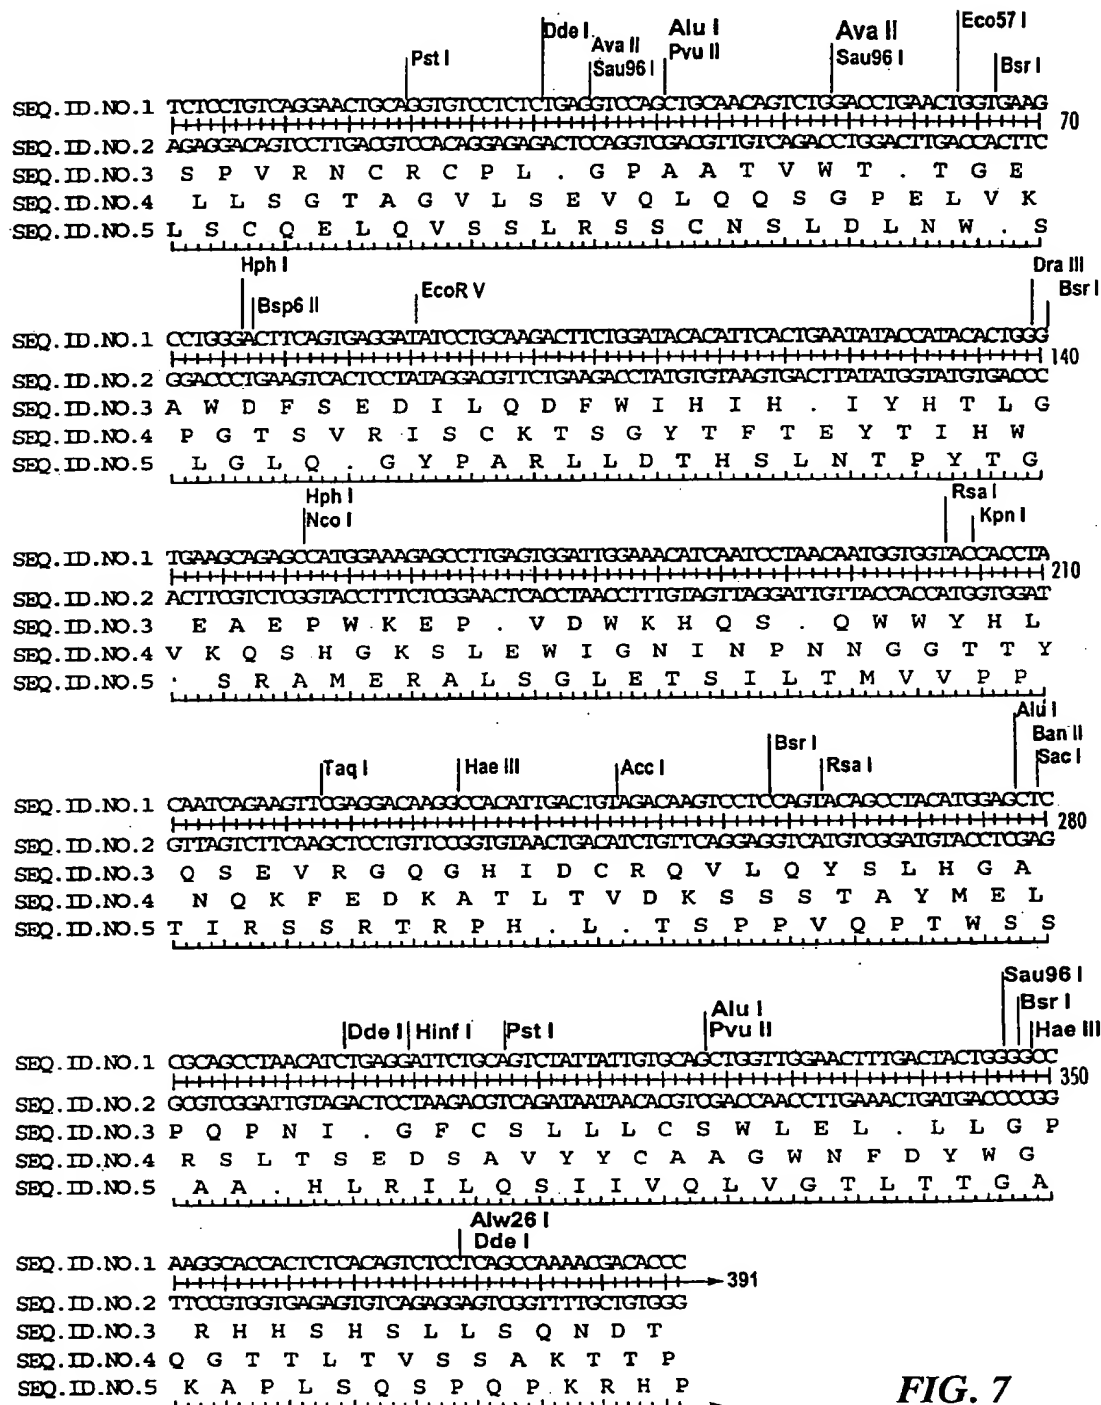 Dde I Alu I Ava II Eco57 I
Pst I Ava II Pvu II Sau96 I Bsr I
Sau96 I
SEQ.ID.NO.1 TCTCCTGTCAGGAACTGCAGGTGTCCTCTCTGAGGTCCAGCTGCAACAGTCTGGACCTGAACTGGTGAAG
70
SEQ.ID.NO.2 AGAGGACAGTCCTTGACGTCCACAGGAGAGACTCCAGGTCGACGTTGTCAGACCTGGACTTGACCACTTC
SEQ.ID.NO.3 S P V R N C R C P L . G P A A T V W T . T G E
SEQ.ID.NO.4 L L S G T A G V L S E V Q L Q Q S G P E L V K
SEQ.ID.NO.5 L S C Q E L Q V S S L R S S C N S L D L N W . S
Hph I Dra III
Bsp6 II EcoR V Bsr I
SEQ.ID.NO.1 CCTGGGACTTCAGTGAGGATATCCTGCAAGACTTCTGGATACACATTCACTGAATATACCATACACTGGG
140
SEQ.ID.NO.2 GGACCCTGAAGTCACTCCTATAGGACGTTCTGAAGACCTATGTGTAAGTGACTTATATGGTATGTGACCC
SEQ.ID.NO.3 A W D F S E D I L Q D F W I H I H . I Y H T L G
SEQ.ID.NO.4 P G T S V R I S C K T S G Y T F T E Y T I H W
SEQ.ID.NO.5 L G L Q . G Y P A R L L D T H S L N T P Y T G
Hph I Rsa I
Nco I Kpn I
SEQ.ID.NO.1 TGAAGCAGAGCCATGGAAAGAGCCTTGAGTGGATTGGAAACATCAATCCTAACAATGGTGGTACCACCTA
210
SEQ.ID.NO.2 ACTTCGTCTCGGTACCTTTCTCGGAACTCACCTAACCTTTGTAGTTAGGATTGTTACCACCATGGTGGAT
SEQ.ID.NO.3 E A E P W K E P . V D W K H Q S . Q W W Y H L
SEQ.ID.NO.4 V K Q S H G K S L E W I G N I N P N N G G T T Y
SEQ.ID.NO.5 . S R A M E R A L S G L E T S I L T M V V P P
Alu I
Bsr I Ban II
Taq I Hae III Acc I Rsa I Sac I
SEQ.ID.NO.1 CAATCAGAAGTTCGAGGACAAGGCCACATTGACTGTAGACAAGTCCTCCAGTACAGCCTACATGGAGCTC
280
SEQ.ID.NO.2 GTTAGTCTTCAAGCTCCTGTTCCGGTGTAACTGACATCTGTTCAGGAGGTCATGTCGGATGTACCTCGAG
SEQ.ID.NO.3 Q S E V R G Q G H I D C R Q V L Q Y S L H G A
SEQ.ID.NO.4 N Q K F E D K A T L T V D K S S S T A Y M E L
SEQ.ID.NO.5 T I R S S R T R P H . L . T S P P V Q P T W S S
Sau96 I
Alu I Bsr I
Dde I Hinf I Pst I Pvu II Hae III
SEQ.ID.NO.1 CGCAGCCTAACATCTGAGGATTCTGCAGTCTATTATTGTGCAGCTGGTTGGAACTTTGACTACTGGGGCC
350
SEQ.ID.NO.2 GCGTCGGATTGTAGACTCCTAAGACGTCAGATAATAACACGTCGACCAACCTTGAAACTGATGACCCCGG
SEQ.ID.NO.3 P Q P N I . G F C S L L L C S W L E L . L L G P
SEQ.ID.NO.4 R S L T S E D S A V Y Y C A A G W N F D Y W G
SEQ.ID.NO.5 A A . H L R I L Q S I I V Q L V G T L T T G A
Alw26 I
Dde I
SEQ.ID.NO.1 AAGGCACCACTCTCACAGTCTCCTCAGCCAAAACGACACCC
391
SEQ.ID.NO.2 TTCCGTGGTGAGAGTGTCAGAGGAGTCGGTTTTGCTGTGGG
SEQ.ID.NO.3 R H H S H S L L S Q N D T
SEQ.ID.NO.4 Q G T T L T V S S A K T T P
SEQ.ID.NO.5 K A P L S Q S P Q P K R H P
FIG. 7